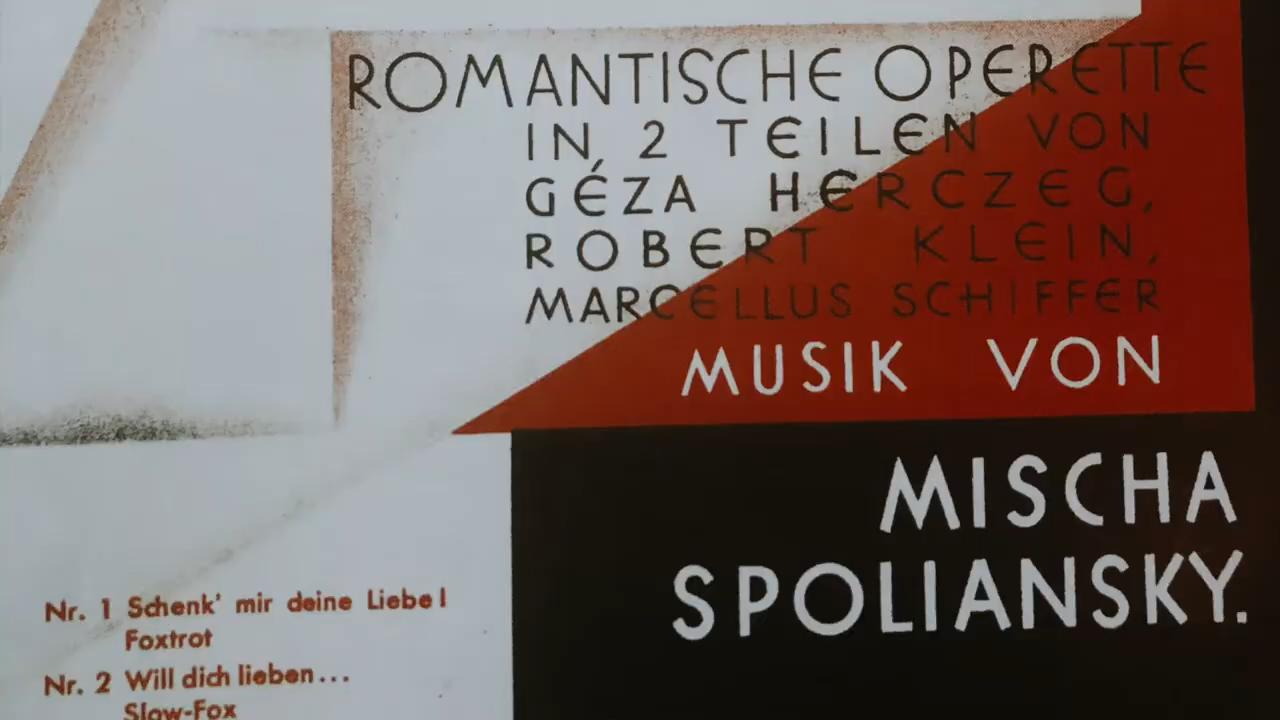 ROMANTISCHE OPERETTE
IN 2 TEILEN VON
GÉZA HERCZEG,
ROBERT KLEIN,
MARCELLUS SCHIFFER
MUSIK VON
MISCHA
SPOLIANSKY.
Nr. 1 Schenk' mir deine Liebe!
Foxtrot
Nr. 2 Will dich lieben...
Slow-Fox